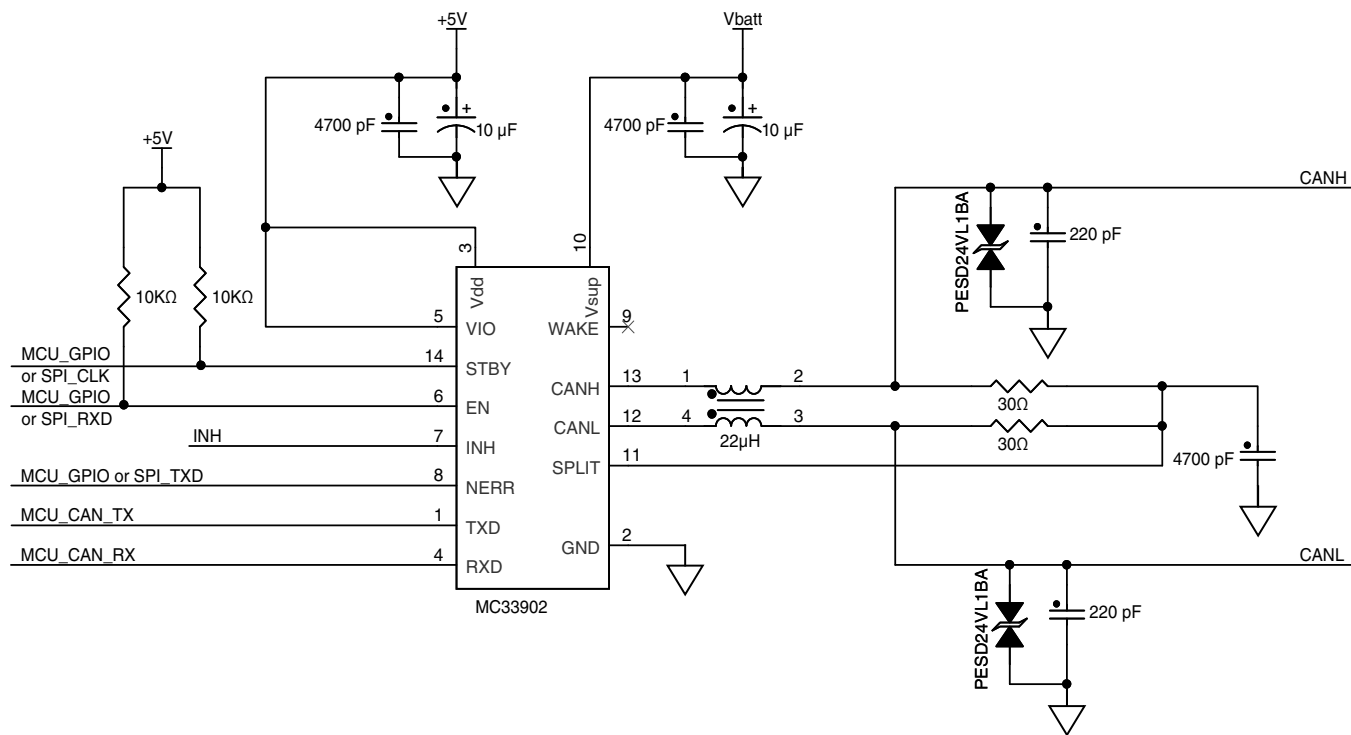 +5V
Vbatt
4700 pF
+
10 µF
4700 pF
+
10 µF
+5V
CANH
PESD24VL1BA
220 pF
3
10
Vdd
Vsup
10KΩ
10KΩ
5
VIO
WAKE
9
MCU_GPIO
or SPI_CLK
14
STBY
MCU_GPIO
or SPI_RXD
6
EN
CANH
13
1
2
30Ω
CANL
12
4
3
22µH
30Ω
INH
7
INH
SPLIT
11
4700 pF
MCU_GPIO or SPI_TXD
8
NERR
MCU_CAN_TX
1
TXD
GND
2
MCU_CAN_RX
4
RXD
CANL
MC33902
PESD24VL1BA
220 pF